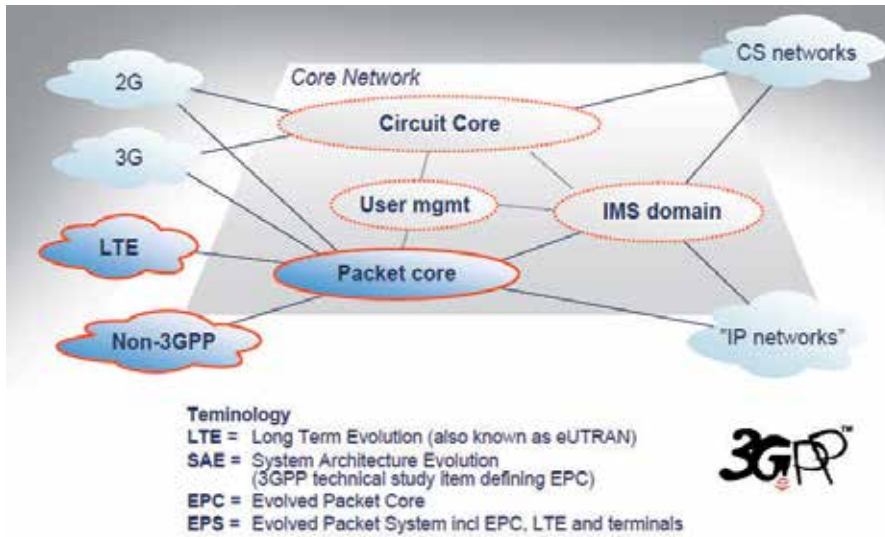 Core Network
2G
CS networks
Circuit Core
3G
User mgmt
IMS domain
LTE
Packet core
Non-3GPP
"IP networks"
Teminology
LTE = Long Term Evolution (also known as eUTRAN)
SAE = System Architecture Evolution
(3GPP technical study item defining EPC)
EPC = Evolved Packet Core
EPS = Evolved Packet System incl EPC, LTE and terminals
3GPP™